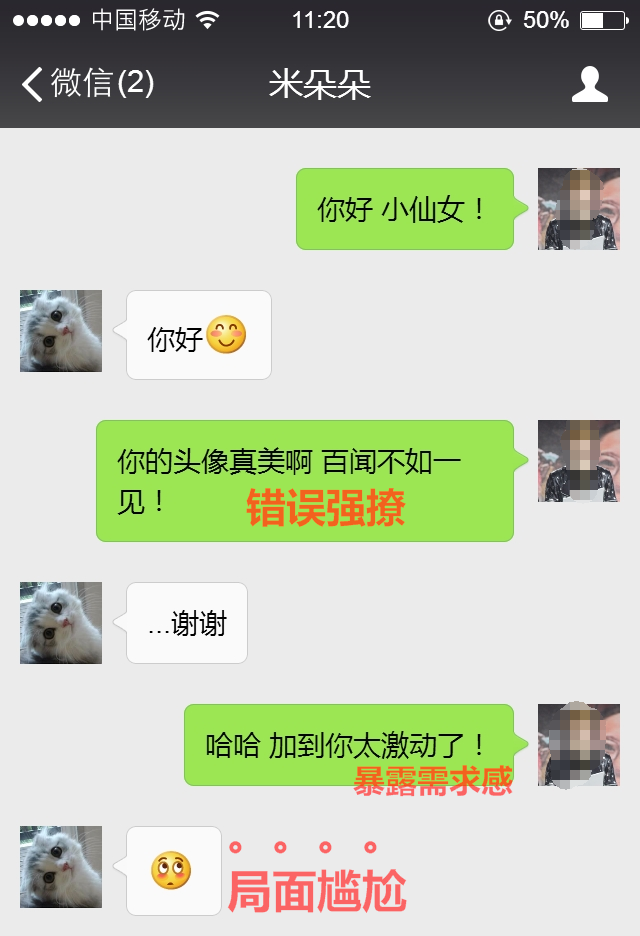 中国移动 11:20 50%
微信(2) 米朵朵
你好 小仙女！
你好😊
你的头像真美啊 百闻不如一
见！
错误强撩
...谢谢
哈哈 加到你太激动了！
暴露需求感
。。。。
局面尴尬